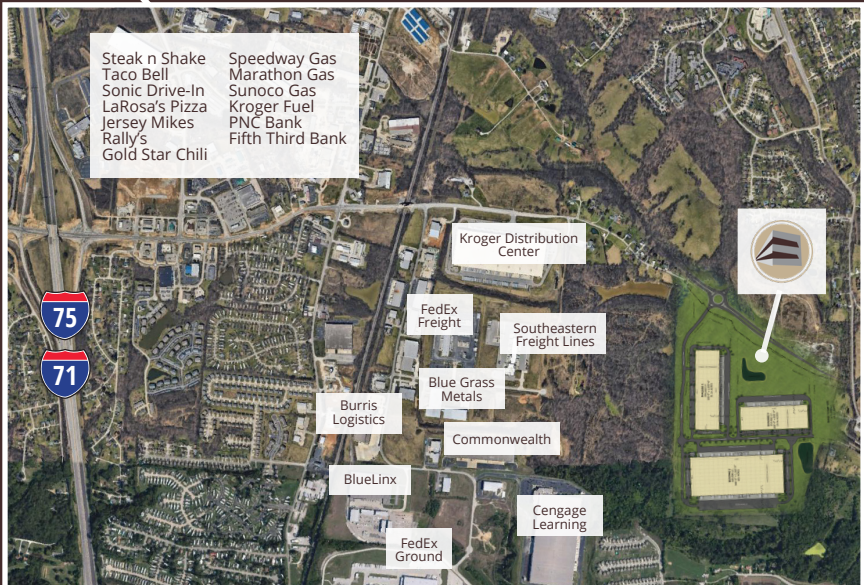 Steak n Shake
Taco Bell
Sonic Drive-In
LaRosa's Pizza
Jersey Mikes
Rally's
Gold Star Chili
Speedway Gas
Marathon Gas
Sunoco Gas
Kroger Fuel
PNC Bank
Fifth Third Bank
Kroger Distribution
Center
75
71
FedEx
Freight
Southeastern
Freight Lines
Blue Grass
Metals
Burris
Logistics
Commonwealth
BlueLinx
Cengage
Learning
FedEx
Ground